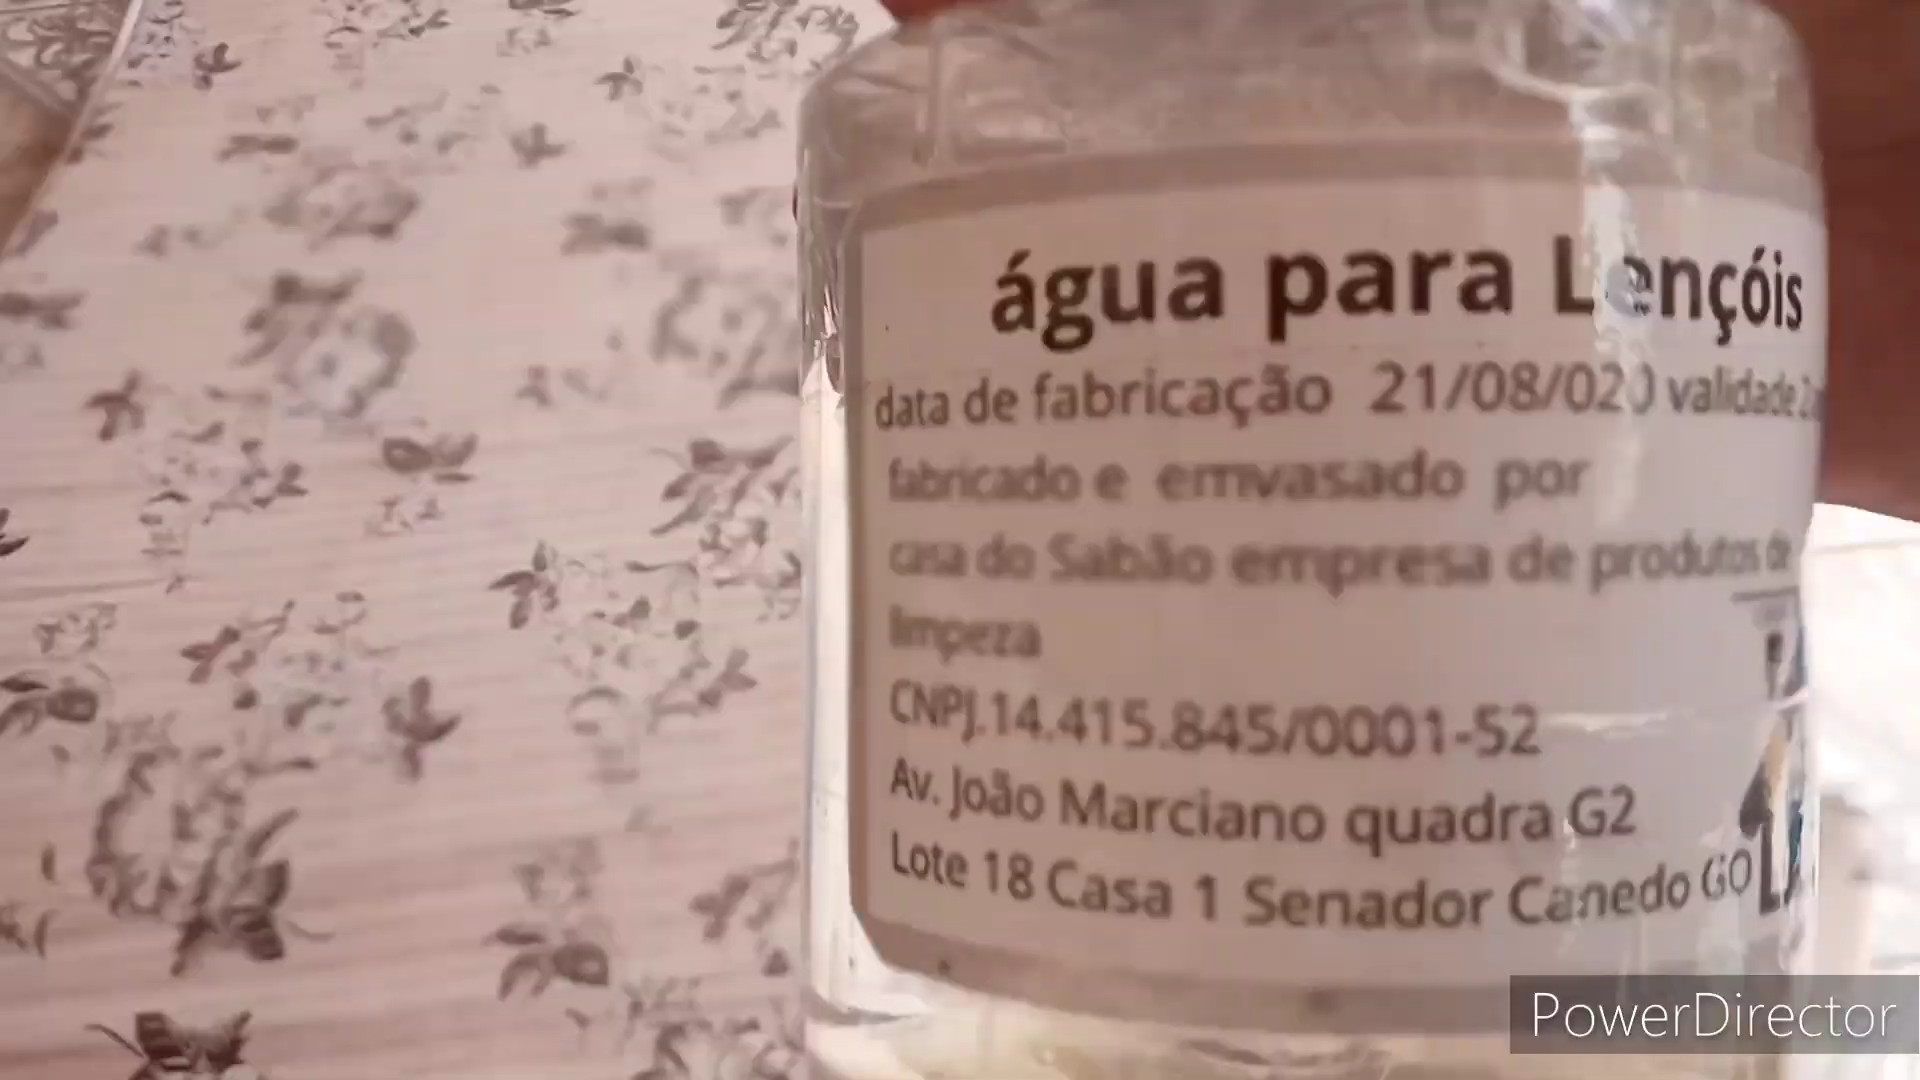 água para Lençóis
data de fabricação 21/08/020 validade
fabricado e emvasado por
casa do Sabão empresa de produtos de
limpeza
CNPJ.14.415.845/0001-52
Av. João Marciano quadra G2
Lote 18 Casa 1 Senador Canedo GO
PowerDirector